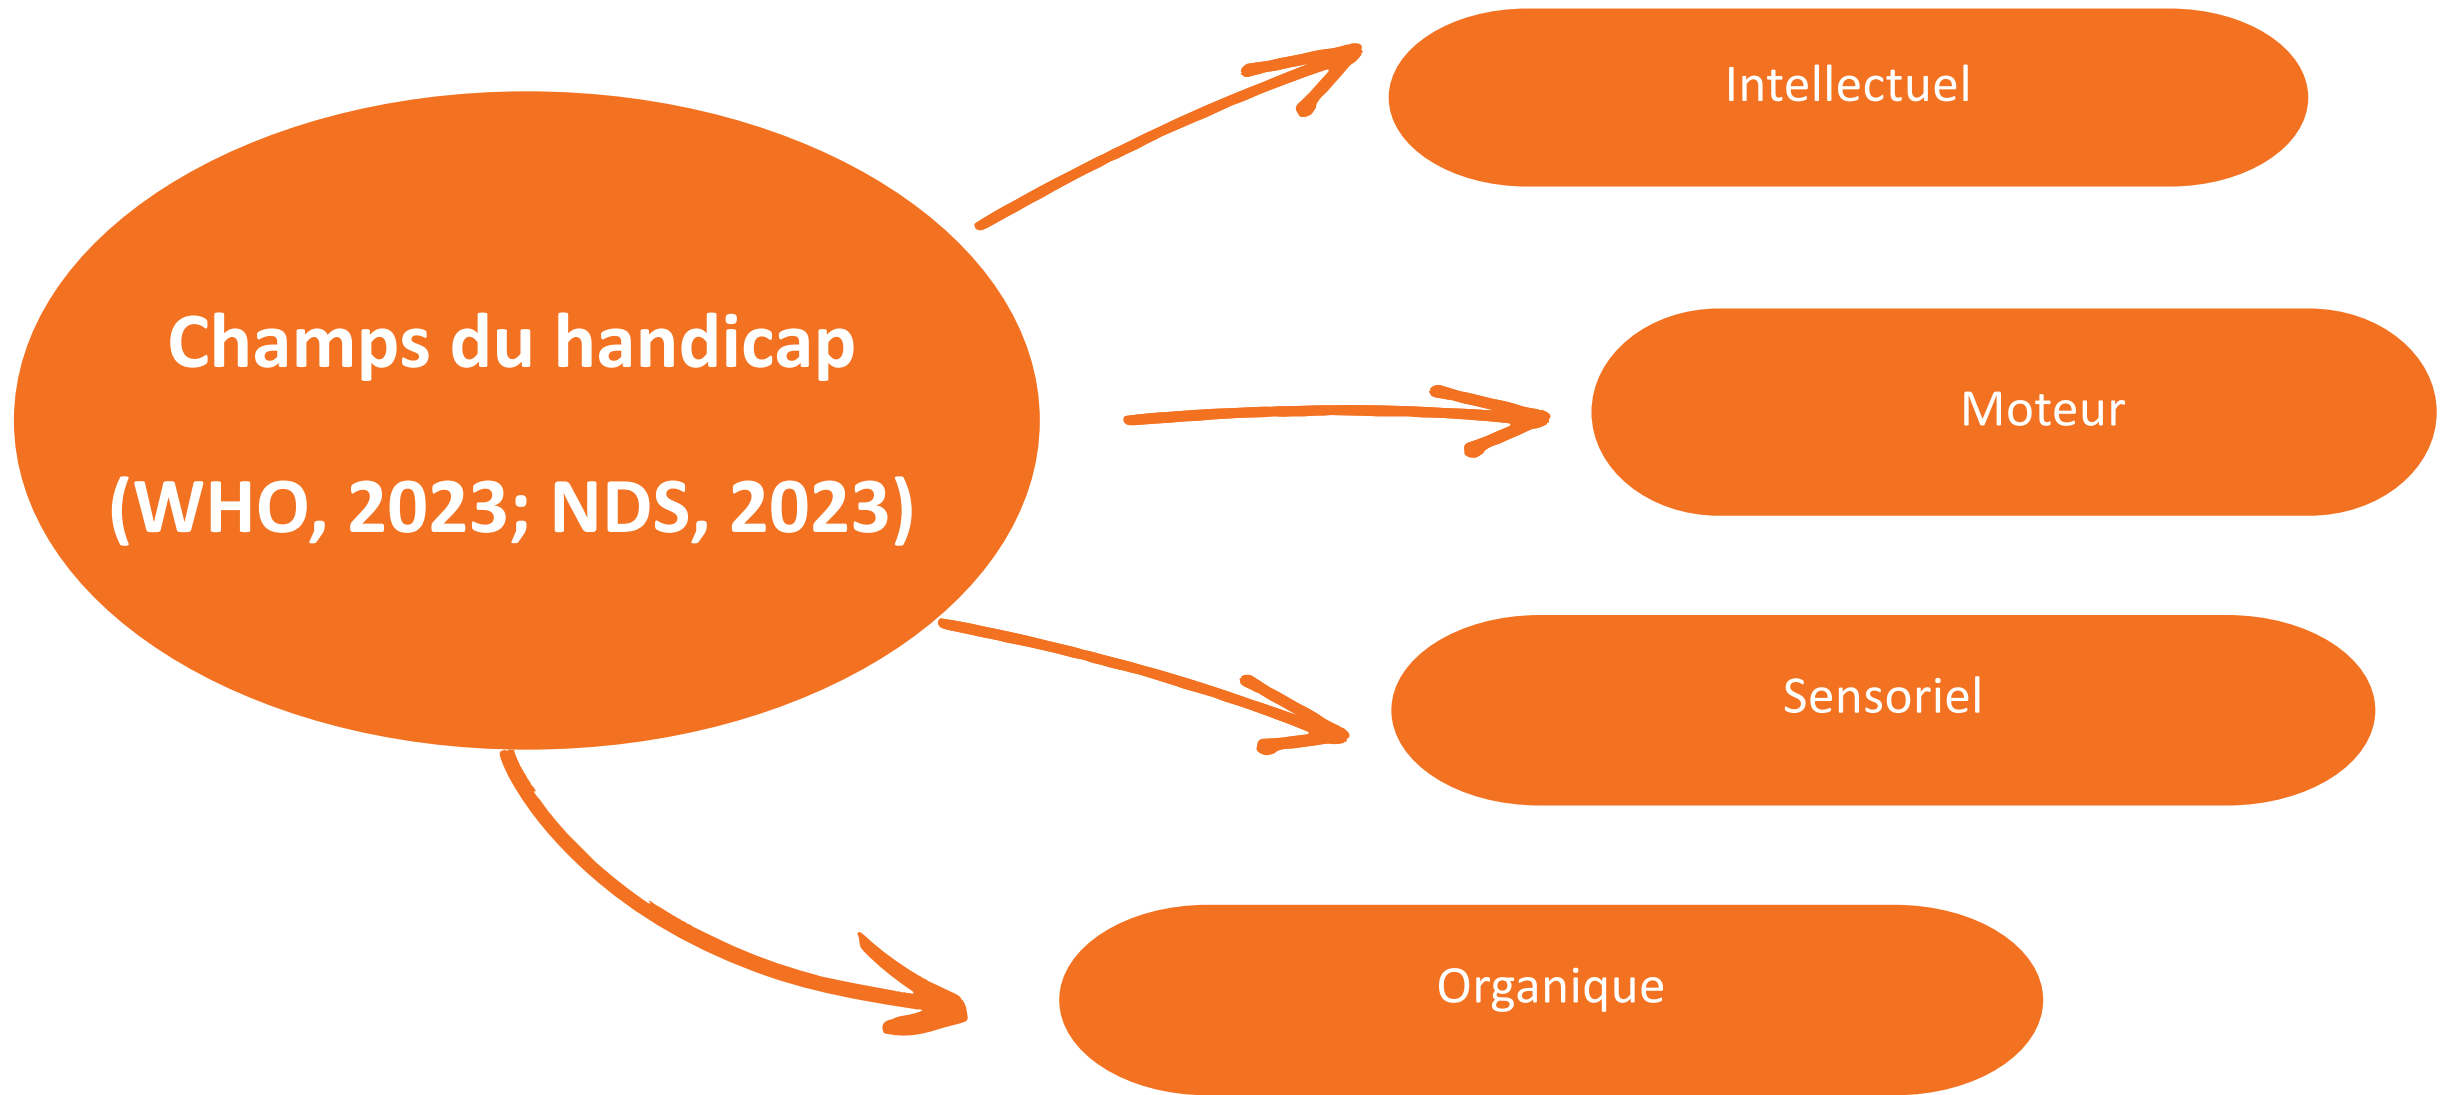 Champs du handicap
(WHO, 2023; NDS, 2023)
Intellectuel
Moteur
Sensoriel
Organique